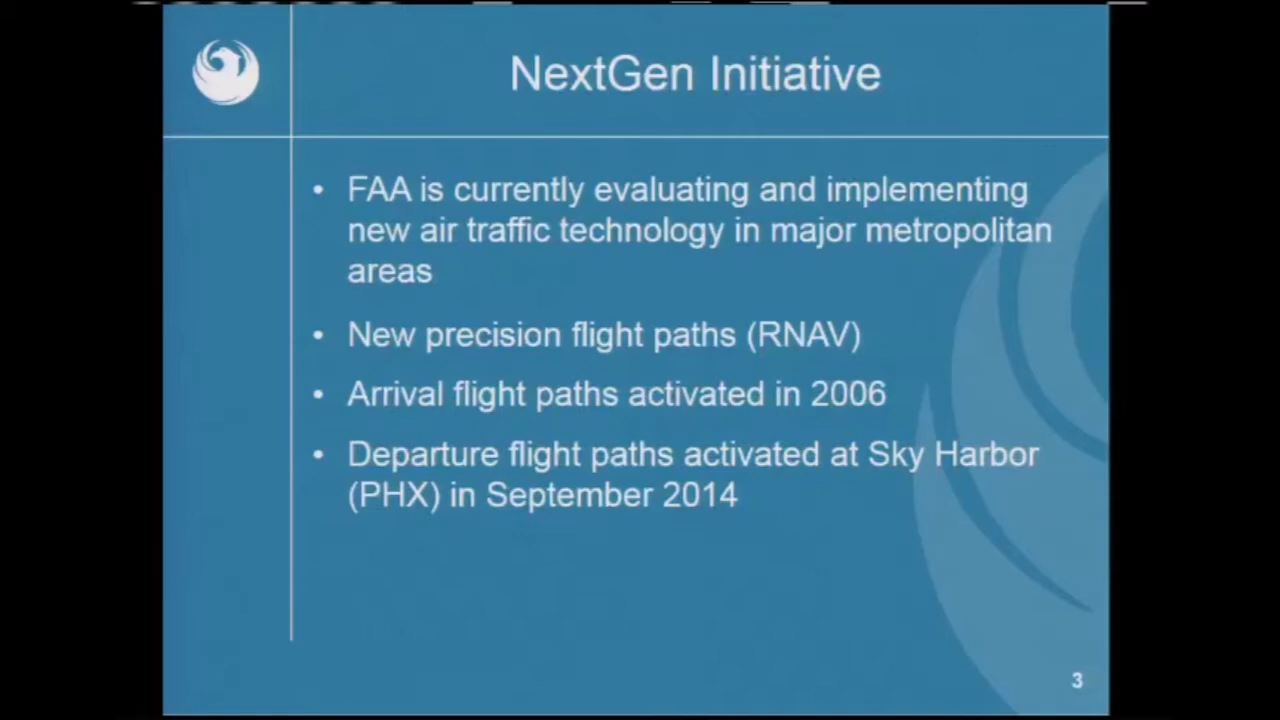 NextGen Initiative
• FAA is currently evaluating and implementing
new air traffic technology in major metropolitan
areas
• New precision flight paths (RNAV)
• Arrival flight paths activated in 2006
• Departure flight paths activated at Sky Harbor
(PHX) in September 2014
3